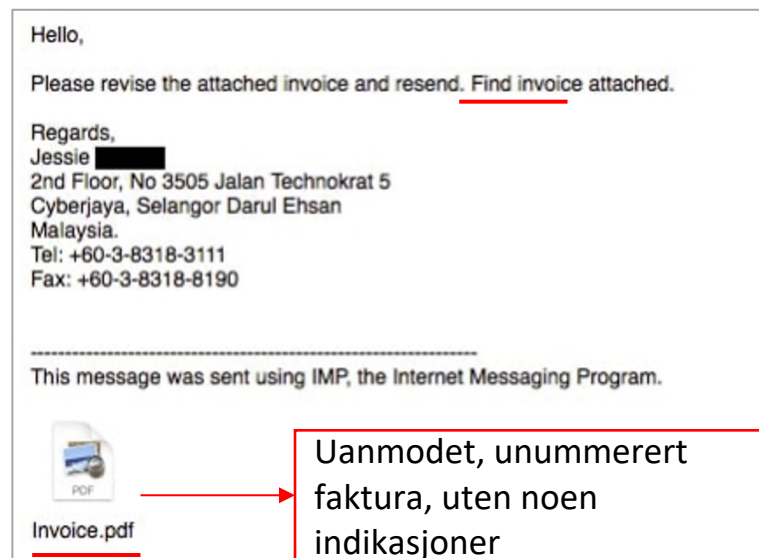 Hello,
Please revise the attached invoice and resend. Find invoice attached.
Regards,
Jessie
2nd Floor, No 3505 Jalan Technokrat 5
Cyberjaya, Selangor Darul Ehsan
Malaysia.
Tel: +60-3-8318-3111
Fax: +60-3-8318-8190
------------------------------------------------------------------
This message was sent using IMP, the Internet Messaging Program.
PDF
Invoice.pdf
Uanmodet, unummerert
faktura, uten noen
indikasjoner